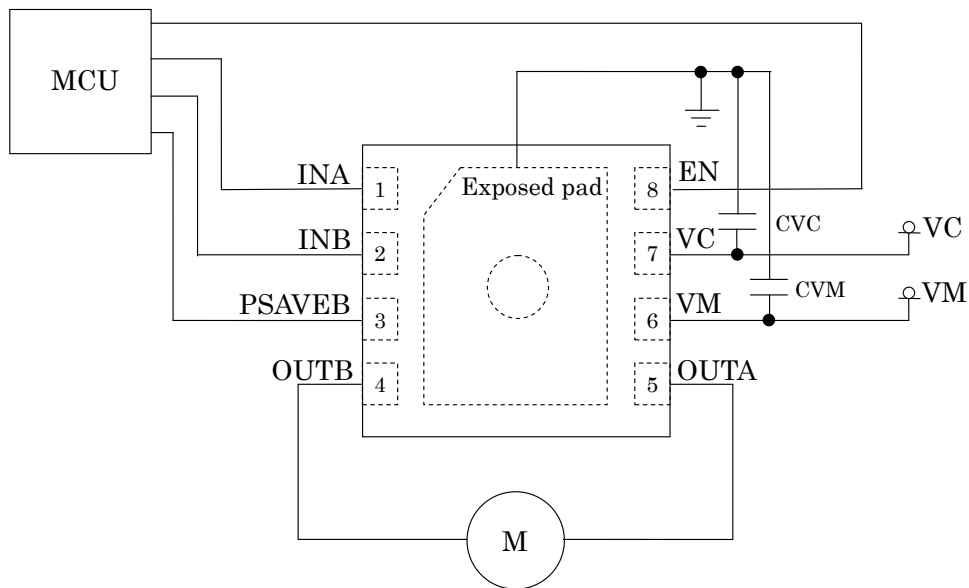 MCU
INA
1
Exposed pad
8
EN
INB
2
7
VC
CVC
VC
PSAVEB
3
6
VM
CVM
VM
OUTB
4
5
OUTA
M